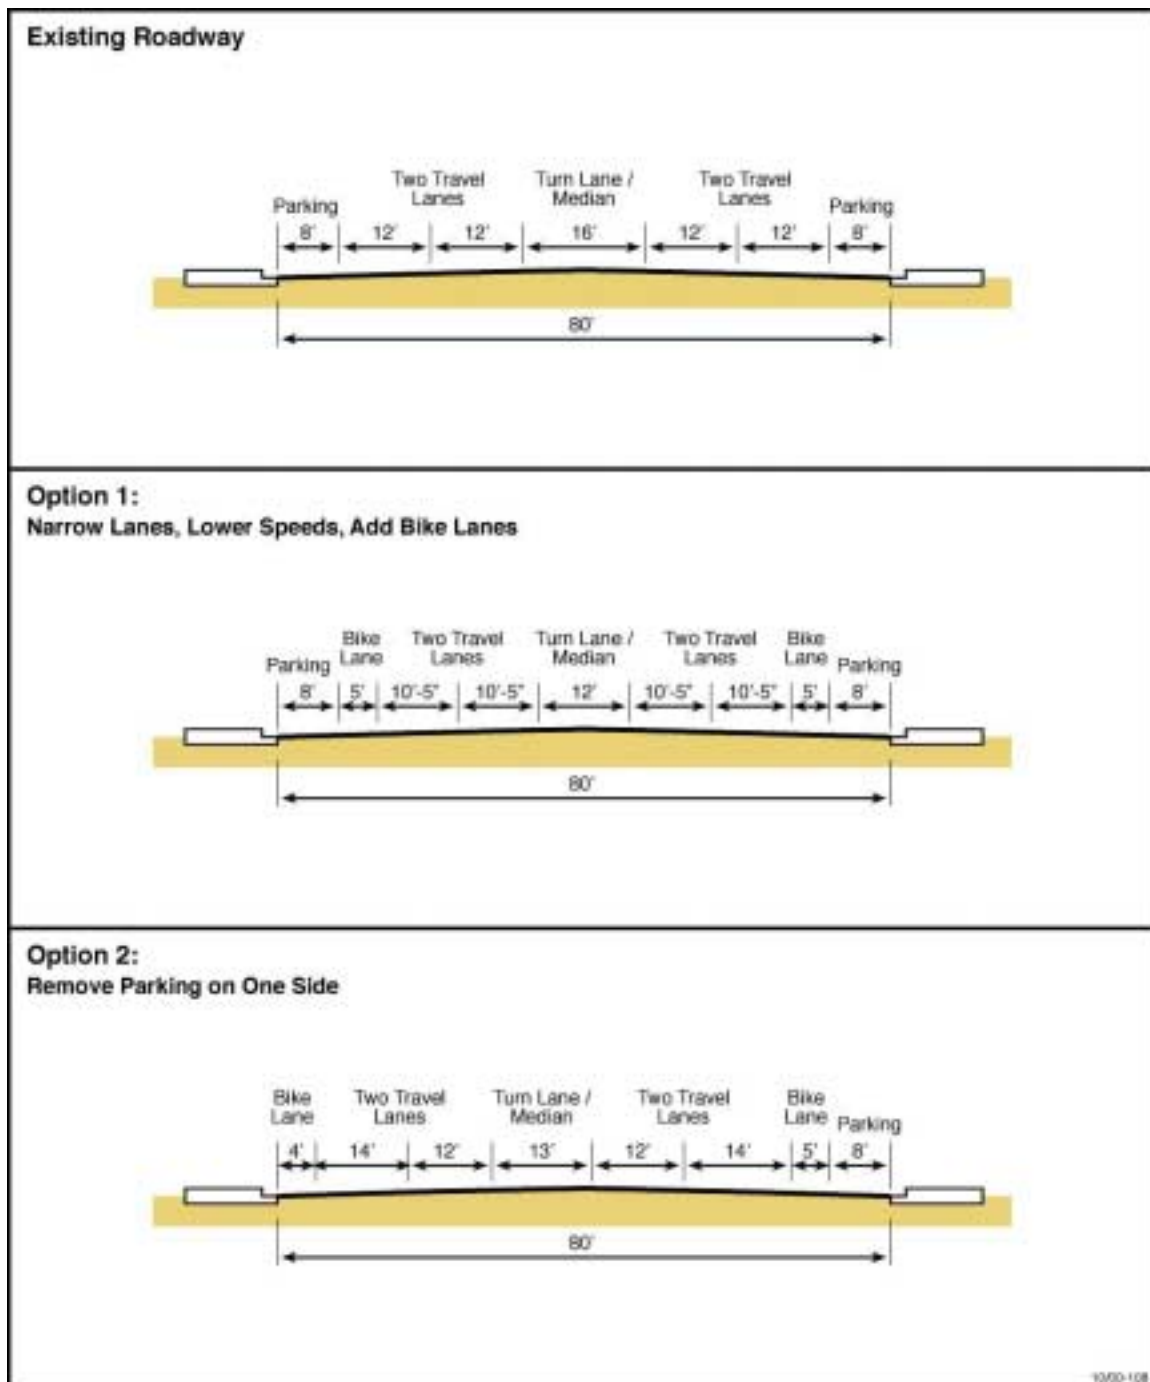 Existing Roadway
Two Travel Turn Lane / Two Travel
Parking Lanes Median Lanes Parking
8' 12' 12' 16' 12' 12' 8'
80'
Option 1:
Narrow Lanes, Lower Speeds, Add Bike Lanes
Bike Two Travel Turn Lane / Two Travel Bike
Parking Lane Lanes Median Lanes Lane Parking
8' 5' 10'-5" 10'-5" 12' 10'-5" 10'-5" 5' 8'
80'
Option 2:
Remove Parking on One Side
Bike Two Travel Turn Lane / Two Travel Bike
Lane Lanes Median Lanes Lane Parking
4' 14' 12' 13' 12' 14' 5' 8'
80'